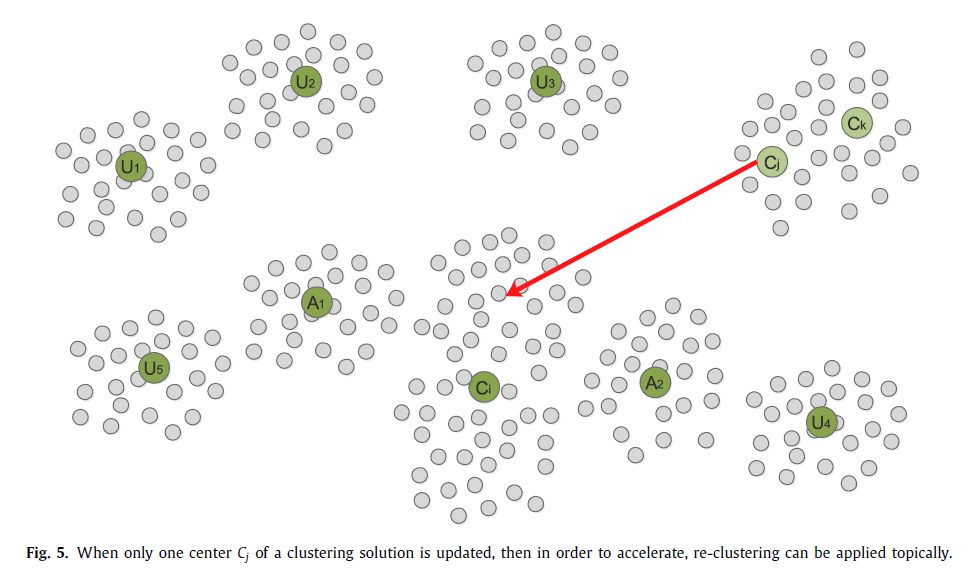 U2
U3
Ck
U1
Cj
A1
U5
Ci
A2
U4
Fig. 5. When only one center Cj of a clustering solution is updated, then in order to accelerate, re-clustering can be applied topically.